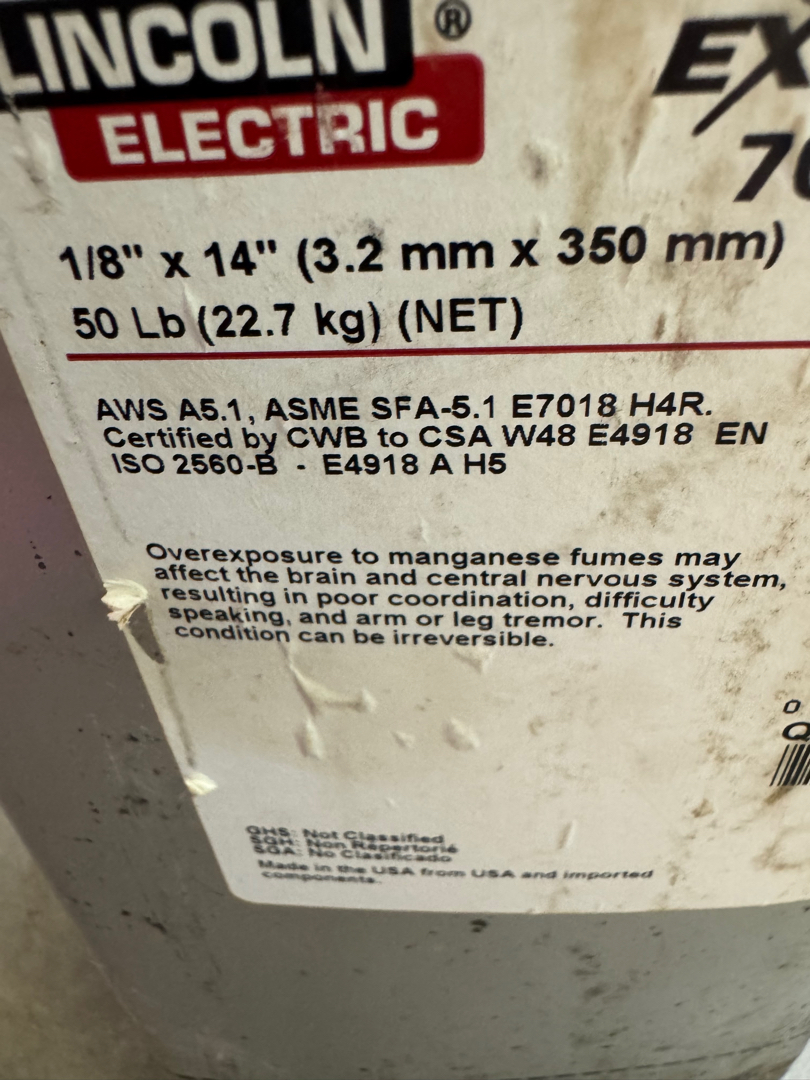 LINCOLN ®
ELECTRIC
EX
70
1/8" x 14" (3.2 mm x 350 mm)
50 Lb (22.7 kg) (NET)
AWS A5.1, ASME SFA-5.1 E7018 H4R.
Certified by CWB to CSA W48 E4918 EN
ISO 2560-B - E4918 A H5
Overexposure to manganese fumes may
affect the brain and central nervous system,
resulting in poor coordination, difficulty
speaking, and arm or leg tremor. This
condition can be irreversible.
O
Q
GHS: Not Classified
SGH: Non Répertorié
SGA: No Clasificado
Made in the USA from USA and imported
components.